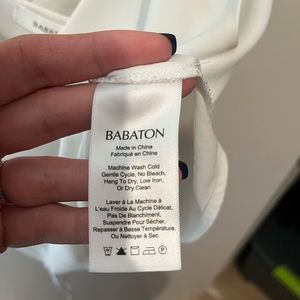 BABAT
BABATON
Made in China
Fabriqué en Chine
Machine Wash Cold
Gentle Cycle, No Bleach,
Hang To Dry, Low Iron,
Or Dry Clean
Laver À La Machine À
L'eau Froide Au Cycle Délicat,
Pas De Blanchiment,
Suspendre Pour Sécher,
Repasser À Basse Température,
Ou Nettoyer À Sec